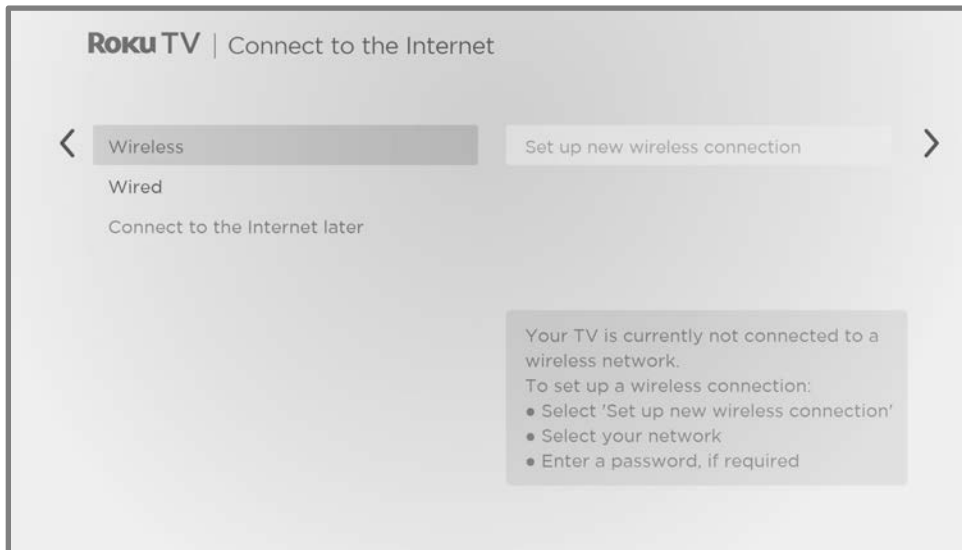 Roku TV | Connect to the Internet
Wireless
Set up new wireless connection
Wired
Connect to the Internet later
Your TV is currently not connected to a
wireless network.
To set up a wireless connection:
● Select 'Set up new wireless connection'
● Select your network
● Enter a password, if required